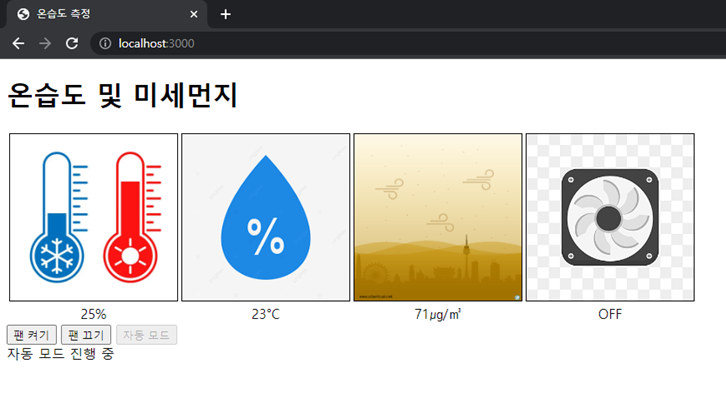 온습도 측정
localhost:3000
온습도 및 미세먼지
%
25%
23°C
71㎍/㎥
OFF
팬 켜기 팬 끄기 자동 모드
자동 모드 진행 중